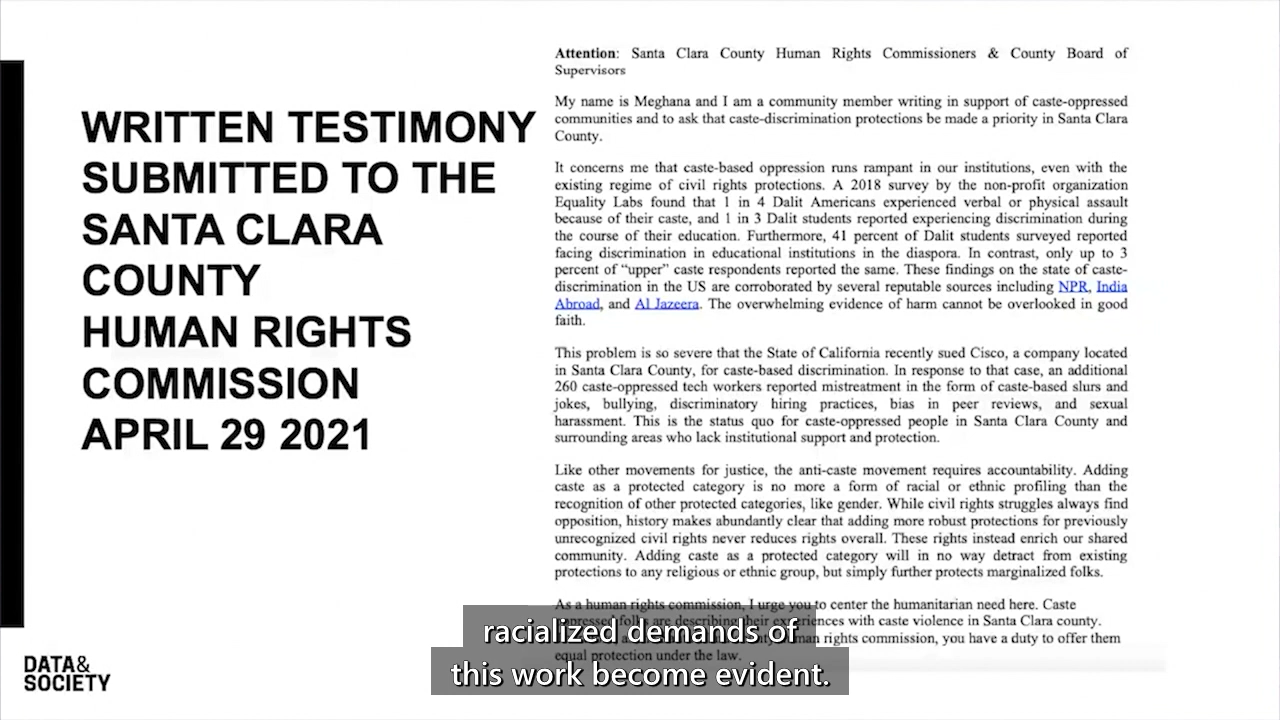 WRITTEN TESTIMONY
SUBMITTED TO THE
SANTA CLARA
COUNTY
HUMAN RIGHTS
COMMISSION
APRIL 29 2021
Attention: Santa Clara County Human Rights Commissioners & County Board of
Supervisors
My name is Meghana and I am a community member writing in support of caste-oppressed
communities and to ask that caste-discrimination protections be made a priority in Santa Clara
County.
It concerns me that caste-based oppression runs rampant in our institutions, even with the
existing regime of civil rights protections. A 2018 survey by the non-profit organization
Equality Labs found that 1 in 4 Dalit Americans experienced verbal or physical assault
because of their caste, and 1 in 3 Dalit students reported experiencing discrimination during
the course of their education. Furthermore, 41 percent of Dalit students surveyed reported
facing discrimination in educational institutions in the diaspora. In contrast, only up to 3
percent of “upper” caste respondents reported the same. These findings on the state of caste-
discrimination in the US are corroborated by several reputable sources including NPR, India
Abroad, and Al Jazeera. The overwhelming evidence of harm cannot be overlooked in good
faith.
This problem is so severe that the State of California recently sued Cisco, a company located
in Santa Clara County, for caste-based discrimination. In response to that case, an additional
260 caste-oppressed tech workers reported mistreatment in the form of caste-based slurs and
jokes, bullying, discriminatory hiring practices, bias in peer reviews, and sexual
harassment. This is the status quo for caste-oppressed people in Santa Clara County and
surrounding areas who lack institutional support and protection.
Like other movements for justice, the anti-caste movement requires accountability. Adding
caste as a protected category is no more a form of racial or ethnic profiling than the
recognition of other protected categories, like gender. While civil rights struggles always find
opposition, history makes abundantly clear that adding more robust protections for previously
unrecognized civil rights never reduces rights overall. These rights instead enrich our shared
community. Adding caste as a protected category will in no way detract from existing
protections to any religious or ethnic group, but simply further protects marginalized folks.
As a human rights commission, I urge you to center the humanitarian need here. Caste
oppressed folks are describing their experiences with caste violence in Santa Clara county.
rights commission, you have a duty to offer them
equal protection under the law.
racialized demands of
this work become evident.
DATA&
SOCIETY